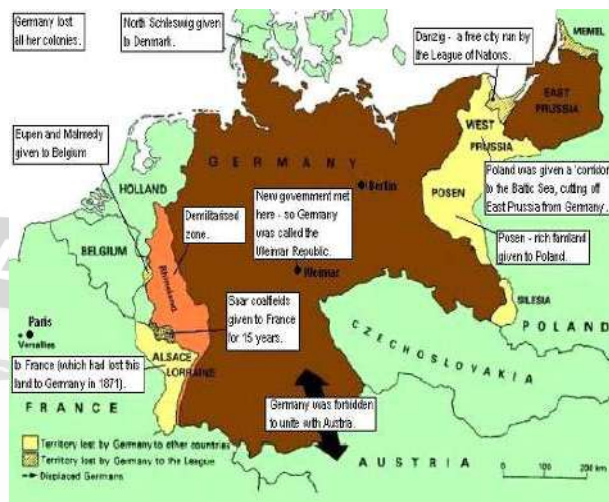 Germany lost
all her colonies.
North Schleswig given
to Denmark.
Danzig - a free city run by
the League of Nations.
MEMEL
EAST
PRUSSIA
WEST
PRUSSIA
Eupen and Malmedy
given to Belgium
GERMANY
HOLLAND
Berlin
POSEN
Poland was given a 'corridor'
to the Baltic Sea, cutting off
East Prussia from Germany.
New government met
here - so Germany
was called the
Weimar Republic.
Demilitarised
zone.
BELGIUM
Rhineland
Weimar
Posen - rich farmland
given to Poland.
SILESIA
POLAND
Saar coalfields
given to France
for 15 years.
Paris
Versailles
CZECHOSLOVAKIA
ALSACE
LORRAINE
to France (which had lost this
land to Germany in 1871).
FRANCE
Germany was forbidden
to unite with Austria.
AUSTRIA
Territory lost by Germany to other countries
Territory lost by Germany to the League
Displaced Germans
0 100 200 km